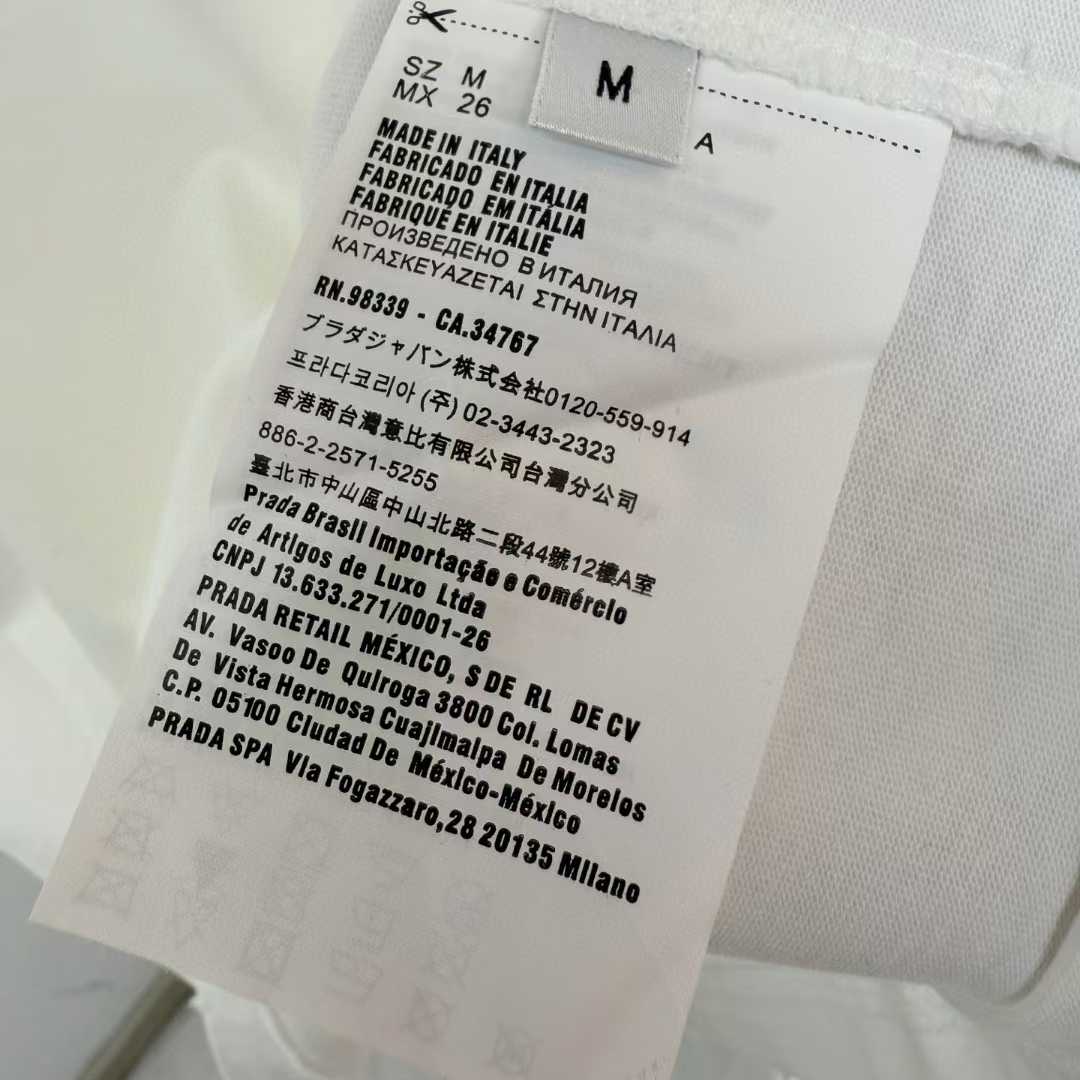 M
SZ M
MX 26
A
MADE IN ITALY
FABRICADO EN ITALIA
FABRICADO EM ITÁLIA
FABRIQUÉ EN ITALIE
ПРОИЗВЕДЕНО В ИТАЛИЯ
ΚΑΤΑΣΚΕΥΑΖΕΤΑΙ ΣΤΗΝ ΙΤΑΛΙΑ
RN.98339 - CA.34767
プラダジャパン株式会社0120-559-914
프라다코리아 (주) 02-3443-2323
香港商台灣意比有限公司台灣分公司
886-2-2571-5255
臺北市中山區中山北路二段44號12樓A室
Prada Brasil Importação e Comércio
de Artigos de Luxo Ltda
CNPJ 13.633.271/0001-26
PRADA RETAIL MÉXICO, S DE RL DE CV
AV. Vasoo De Quiroga 3800 Col. Lomas
De Vista Hermosa Cuajimalpa De Morelos
C.P. 05100 Ciudad De México-México
PRADA SPA Via Fogazzaro,28 20135 Milano